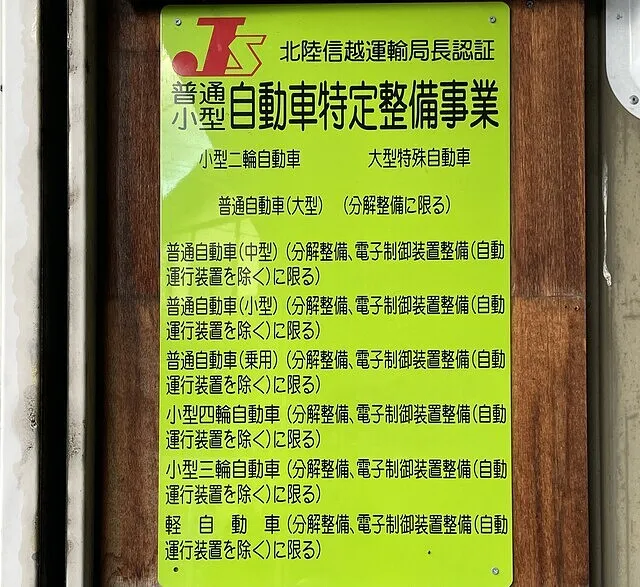 JS 北陸信越運輸局長認証
普通
小型 自動車特定整備事業
小型二輪自動車 大型特殊自動車
普通自動車(大型) (分解整備に限る)
普通自動車(中型)(分解整備、電子制御装置整備(自動
運行装置を除く)に限る)
普通自動車(小型)(分解整備、電子制御装置整備(自動
運行装置を除く)に限る)
普通自動車(乗用)(分解整備、電子制御装置整備(自動
運行装置を除く)に限る)
小型四輪自動車(分解整備、電子制御装置整備(自動
運行装置を除く)に限る)
小型三輪自動車(分解整備、電子制御装置整備(自動
運行装置を除く)に限る)
軽自動車(分解整備、電子制御装置整備(自動
運行装置を除く)に限る)